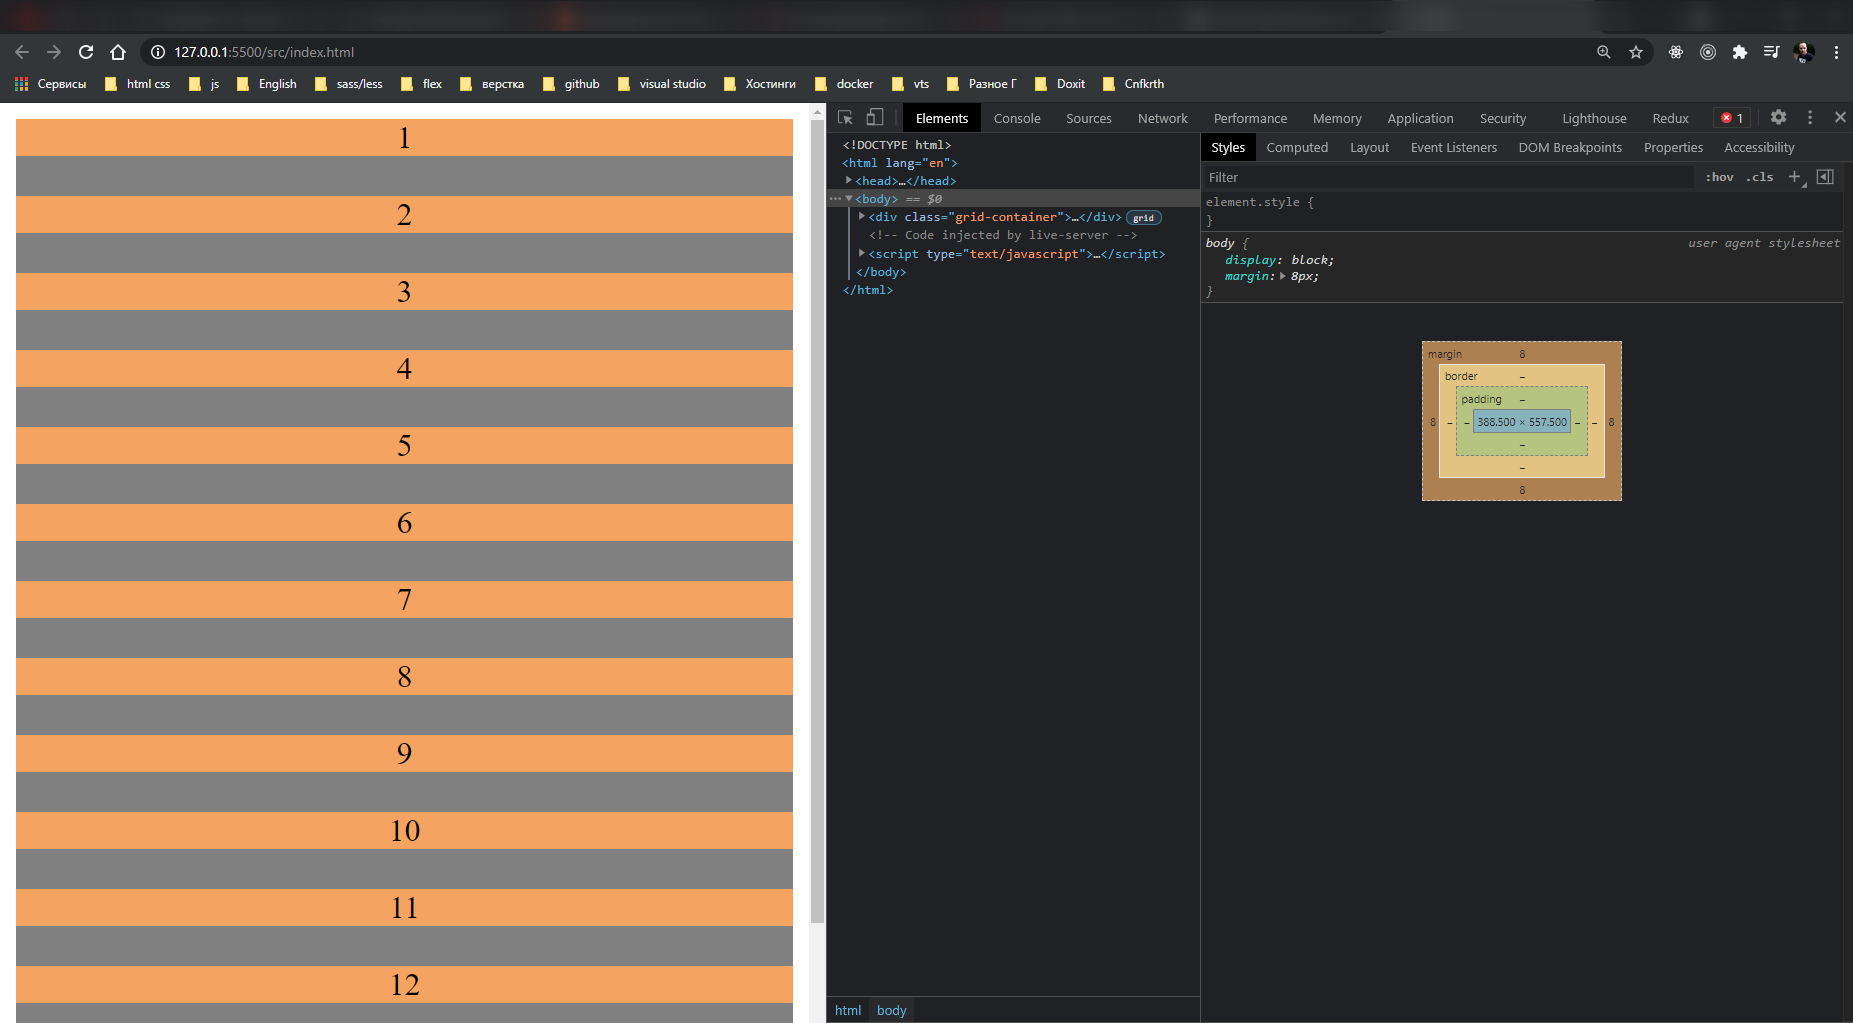 127.0.0.1:5500/src/index.html
Сервисы html css js English sass/less flex верстка github visual studio Хостинги docker vts Разное Г Doxit Cnfkrth
1
2
3
4
5
6
7
8
9
10
11
12
Elements Console Sources Network Performance Memory Application Security Lighthouse Redux 1
<!DOCTYPE html>
<html lang="en">
<head>…</head>
<body> == $0
<div class="grid-container">…</div> grid
<!-- Code injected by live-server -->
<script type="text/javascript">…</script>
</body>
</html>
html body
Styles Computed Layout Event Listeners DOM Breakpoints Properties Accessibility
Filter :hov .cls
element.style {
}
body { user agent stylesheet
display: block;
margin: 8px;
}
margin 8
border –
padding –
8 – – 388.500 × 557.500 – – 8
–
–
8